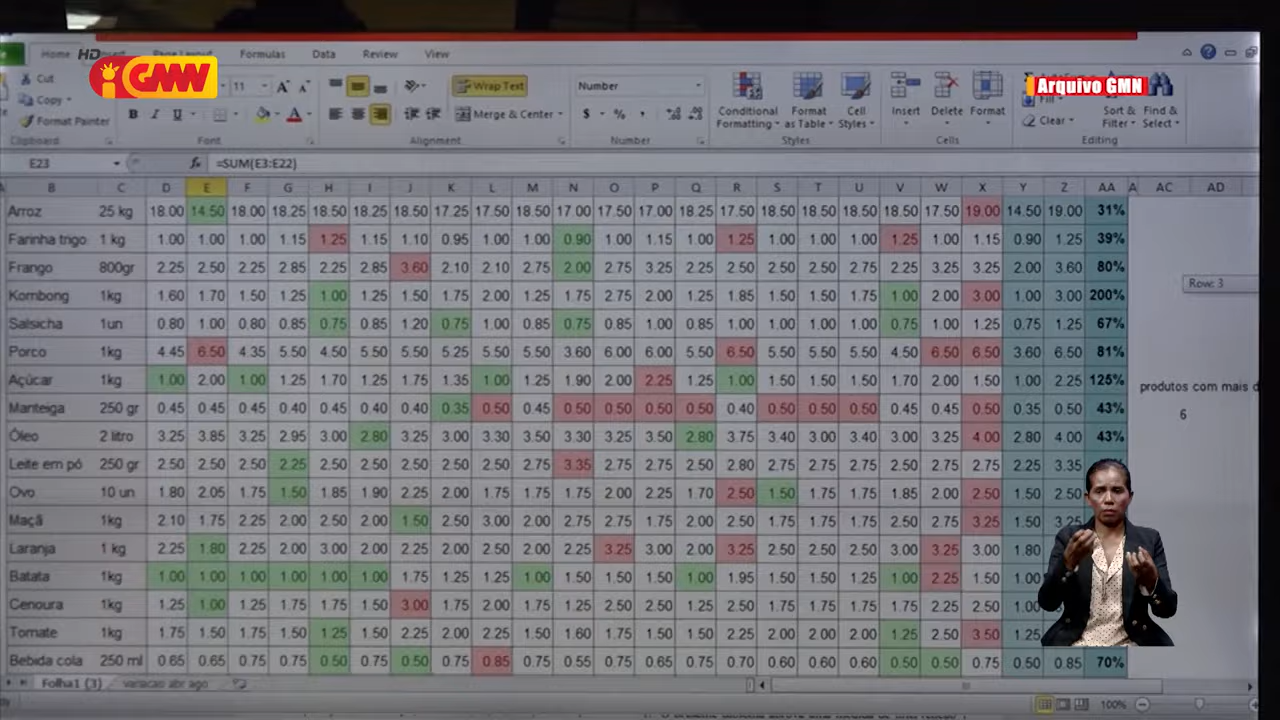 HD
GMN
Arquivo GMN
Home Insert Page Layout Formulas Data Review View
Cut
Copy
Format Painter
Clipboard
11
Font
Wrap Text
Merge & Center
Alignment
Number
$ % ,
Number
Conditional Formatting
Format as Table
Cell Styles
Styles
Insert Delete Format
Cells
Fill
Clear
Sort & Filter
Find & Select
Editing
E23 fx =SUM(E3:E22)
B C D E F G H I J K L M N O P Q R S T U V W X Y Z AA A AC AD
Arroz 25 kg 18.00 14.50 18.00 18.25 18.50 18.25 18.50 17.25 17.50 18.50 17.00 17.50 17.00 18.25 17.50 18.50 18.50 18.50 18.50 17.50 19.00 14.50 19.00 31%
Farinha trigo 1 kg 1.00 1.00 1.00 1.15 1.25 1.15 1.10 0.95 1.00 1.00 0.90 1.00 1.15 1.00 1.25 1.00 1.00 1.00 1.25 1.00 1.15 0.90 1.25 39%
Frango 800gr 2.25 2.50 2.25 2.85 2.25 2.85 3.60 2.10 2.10 2.75 2.00 2.75 3.25 2.25 2.50 2.50 2.75 2.75 2.25 3.25 3.25 2.00 3.60 80%
Row: 3
Kombong 1kg 1.60 1.70 1.50 1.25 1.00 1.25 1.50 1.75 2.00 1.25 1.75 2.75 2.00 1.25 1.85 1.50 1.50 1.75 1.00 2.00 3.00 1.00 3.00 200%
Salsicha 1un 0.80 1.00 0.80 0.85 0.75 0.85 1.20 0.75 1.00 0.85 0.75 0.85 1.00 0.85 1.00 1.00 1.00 1.00 0.75 1.00 1.25 0.75 1.25 67%
Porco 1kg 4.45 6.50 4.35 5.50 4.50 5.50 5.50 5.25 5.50 5.50 3.60 6.00 6.00 5.50 6.50 5.50 5.50 5.50 4.50 6.50 6.50 3.60 6.50 81%
Açúcar 1kg 1.00 2.00 1.00 1.25 1.70 1.25 1.75 1.35 1.00 1.25 1.90 2.00 2.25 1.25 1.00 1.50 1.50 1.50 1.70 2.00 1.50 1.00 2.25 125%
produtos com mais d
Manteiga 250 gr 0.45 0.45 0.45 0.40 0.45 0.40 0.40 0.35 0.50 0.45 0.50 0.50 0.50 0.50 0.40 0.50 0.50 0.50 0.45 0.45 0.50 0.35 0.50 43%
6
Óleo 2 litro 3.25 3.85 3.25 2.95 3.00 2.80 3.25 3.00 3.30 3.50 3.30 3.25 3.50 2.80 3.75 3.40 3.00 3.40 3.00 3.25 4.00 2.80 4.00 43%
Leite em pó 250 gr 2.50 2.50 2.50 2.25 2.50 2.50 2.50 2.50 2.50 2.75 3.35 2.75 2.75 2.50 2.80 2.75 2.75 2.75 2.50 2.75 2.75 2.25 3.35
Ovo 10 un 1.80 2.05 1.75 1.50 1.85 1.90 2.25 2.00 1.75 1.75 1.75 2.00 2.25 1.70 2.50 1.50 1.75 1.75 1.85 2.00 2.50 1.50 2.50
Maçã 1kg 2.10 1.75 2.25 2.00 2.50 2.00 1.50 2.50 3.00 2.00 2.75 2.75 2.75 1.75 2.50 2.50 2.75 2.75 1.75 2.75 3.25 1.50 3.25
Laranja 1 kg 2.25 1.80 2.25 2.00 3.00 2.00 2.25 2.00 2.50 2.00 2.25 3.25 3.00 2.00 3.25 2.75 2.75 2.75 3.00 3.25 3.00 1.80
Batata 1kg 1.00 1.00 1.00 1.00 1.00 1.00 1.75 1.25 1.25 1.00 1.50 1.50 1.50 1.00 1.95 1.50 1.50 1.25 1.00 2.25 1.50 1.00
Cenoura 1kg 1.25 1.00 1.25 1.75 1.75 1.50 3.00 1.75 2.00 1.75 1.25 2.50 2.50 1.25 2.50 1.75 1.75 1.75 1.75 2.25 2.75 1.00
Tomate 1kg 1.75 1.50 1.75 1.50 1.25 1.50 2.25 2.00 2.25 1.50 1.60 1.75 1.50 1.50 2.25 2.00 2.00 1.75 1.25 2.50 3.50 1.25
Bebida cola 250 ml 0.65 0.65 0.75 0.75 0.50 0.75 0.50 0.75 0.85 0.75 0.55 0.75 0.65 0.75 0.70 0.60 0.60 0.60 0.50 0.50 0.75 0.50 0.85 70%
Folha1 (3) variacao abr ago
100%